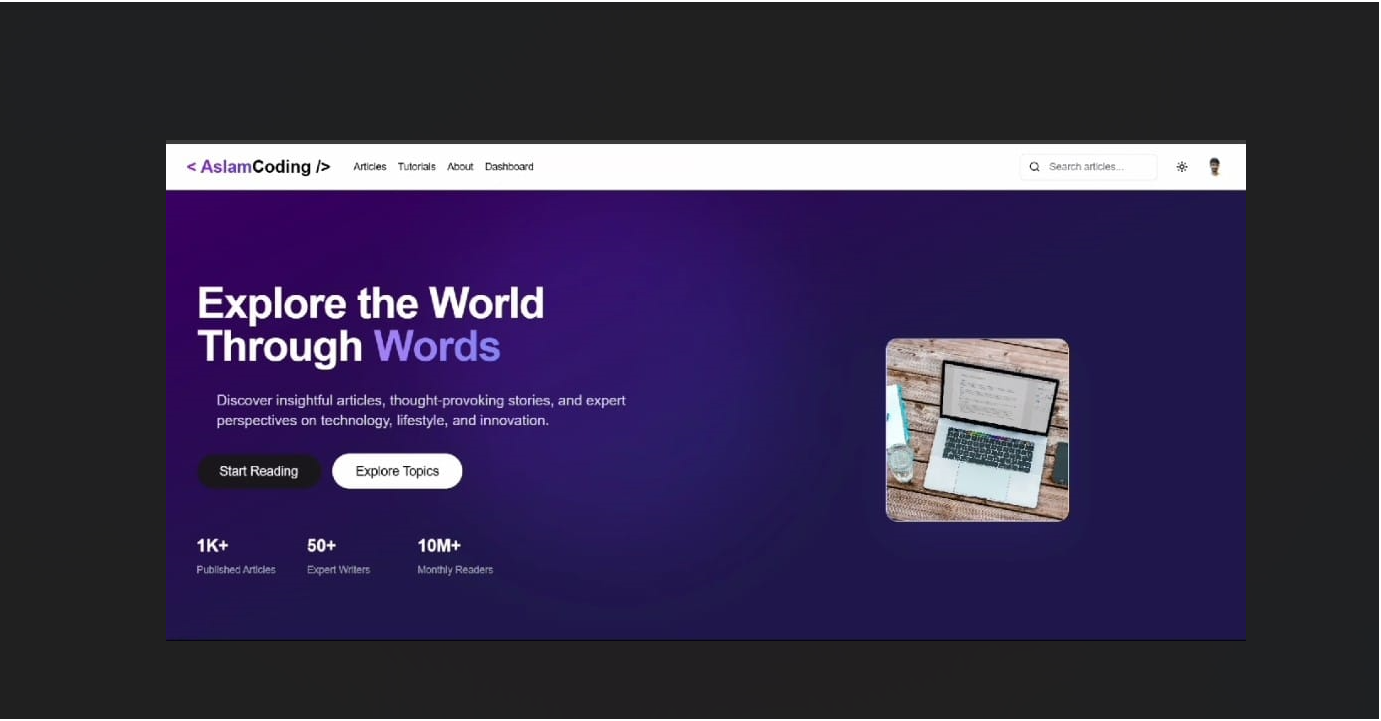 < AslamCoding />
Articles
Tutorials
About
Dashboard
Search articles...
Explore the World
Through Words
Discover insightful articles, thought-provoking stories, and expert
perspectives on technology, lifestyle, and innovation.
Start Reading
Explore Topics
1K+
Published Articles
50+
Expert Writers
10M+
Monthly Readers